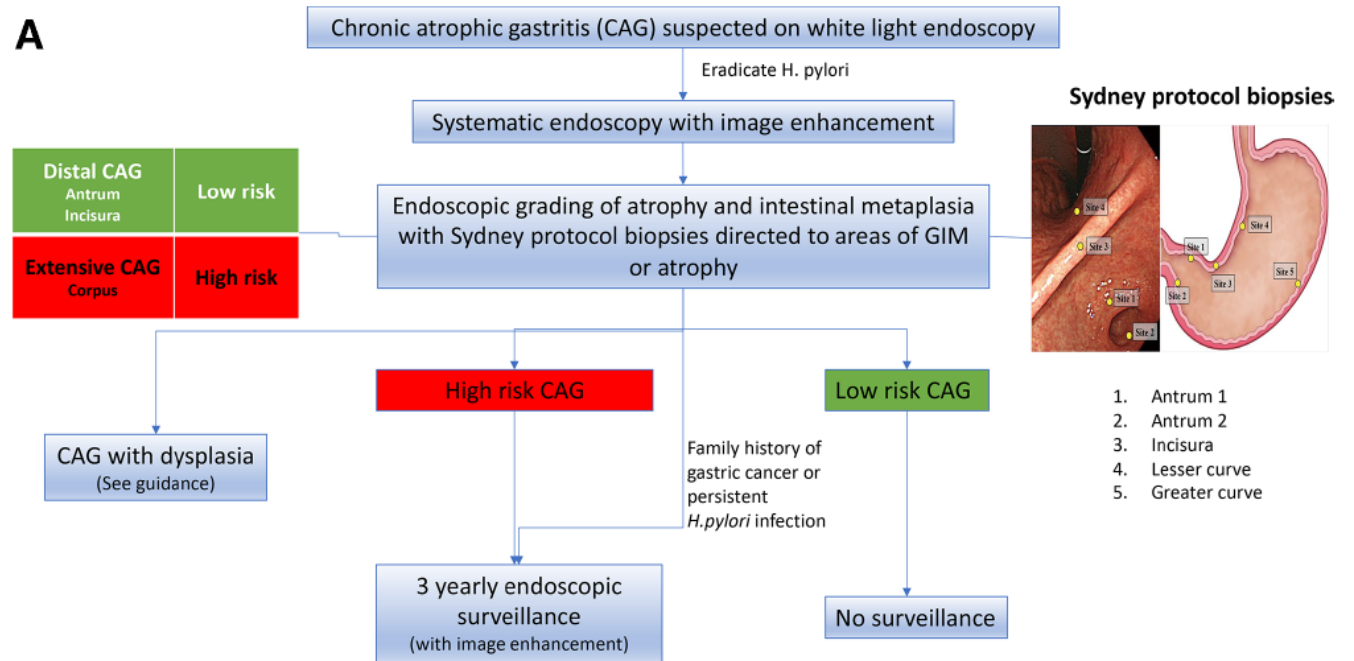 A
Chronic atrophic gastritis (CAG) suspected on white light endoscopy
Eradicate H. pylori
Systematic endoscopy with image enhancement
Distal CAG
Antrum
Incisura
Low risk
Extensive CAG
Corpus
High risk
Endoscopic grading of atrophy and intestinal metaplasia
with Sydney protocol biopsies directed to areas of GIM
or atrophy
Sydney protocol biopsies
Site 4
Site 3
Site 1
Site 2
Site 1
Site 2
Site 3
Site 4
Site 5
1. Antrum 1
2. Antrum 2
3. Incisura
4. Lesser curve
5. Greater curve
High risk CAG
Low risk CAG
CAG with dysplasia
(See guidance)
Family history of
gastric cancer or
persistent
H.pylori infection
3 yearly endoscopic
surveillance
(with image enhancement)
No surveillance